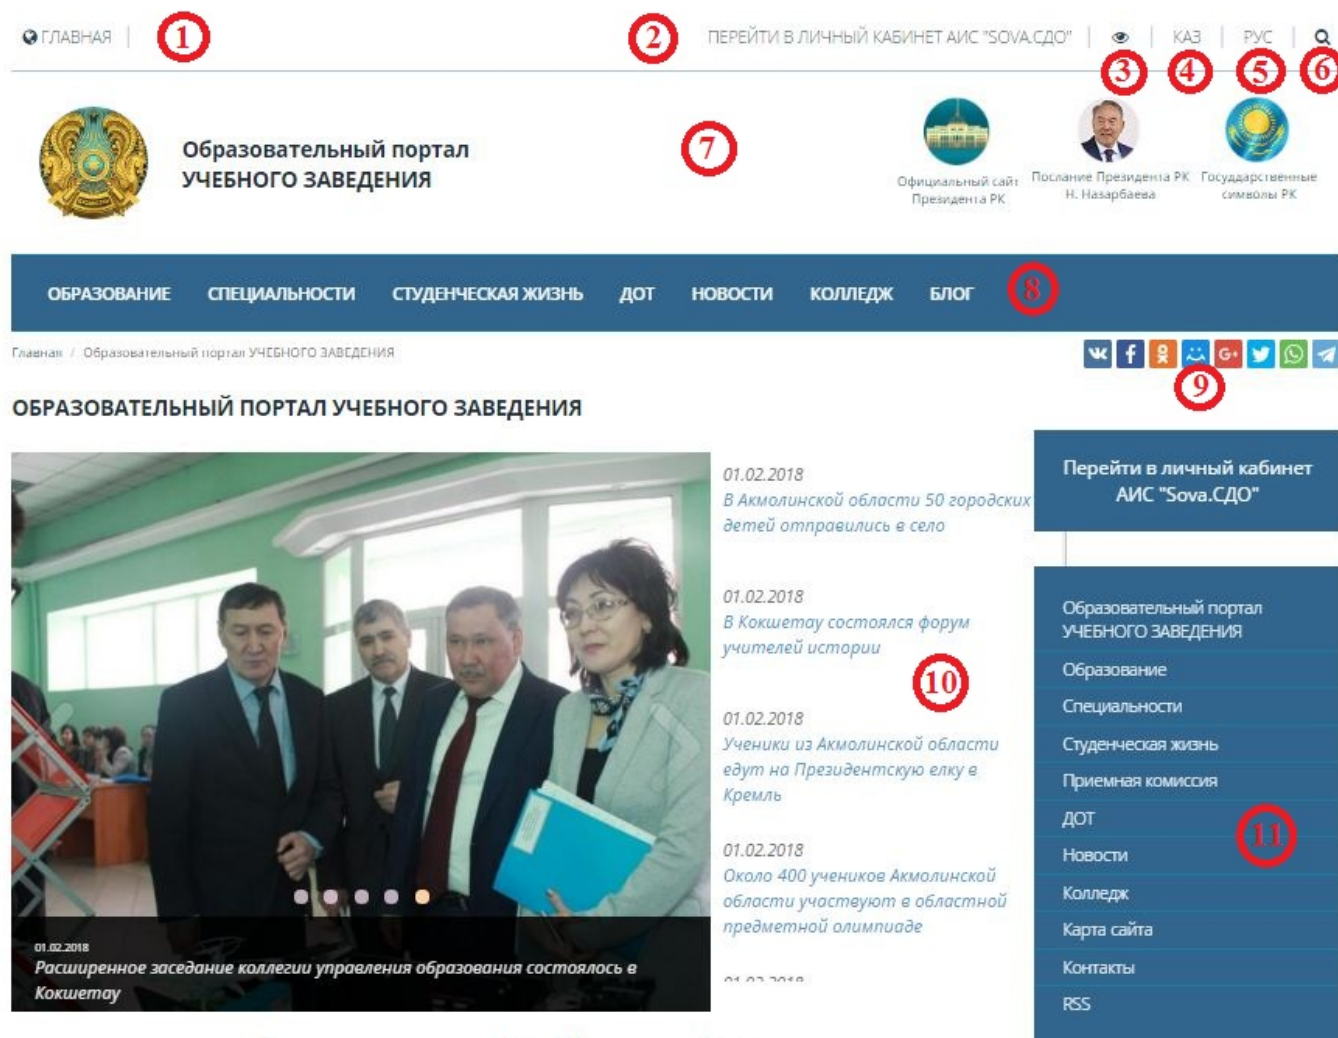 ГЛАВНАЯ
1
2
ПЕРЕЙТИ В ЛИЧНЫЙ КАБИНЕТ АИС "SOVA.СДО"
КАЗ
РУС
3
4
5
6
Образовательный портал
УЧЕБНОГО ЗАВЕДЕНИЯ
7
Официальный сайт
Президента РК
Послание Президента РК
Н. Назарбаева
Государственные
символы РК
ОБРАЗОВАНИЕ СПЕЦИАЛЬНОСТИ СТУДЕНЧЕСКАЯ ЖИЗНЬ ДОТ НОВОСТИ КОЛЛЕДЖ БЛОГ
8
Главная / Образовательный портал УЧЕБНОГО ЗАВЕДЕНИЯ
9
ОБРАЗОВАТЕЛЬНЫЙ ПОРТАЛ УЧЕБНОГО ЗАВЕДЕНИЯ
01.02.2018
Расширенное заседание коллегии управления образования состоялось в
Кокшетау
01.02.2018
В Акмолинской области 50 городских
детей отправились в село
01.02.2018
В Кокшетау состоялся форум
учителей истории
10
01.02.2018
Ученики из Акмолинской области
едут на Президентскую елку в
Кремль
01.02.2018
Около 400 учеников Акмолинской
области участвуют в областной
предметной олимпиаде
Перейти в личный кабинет
АИС "Sova.СДО"
Образовательный портал
УЧЕБНОГО ЗАВЕДЕНИЯ
Образование
Специальности
Студенческая жизнь
Приемная комиссия
ДОТ
11
Новости
Колледж
Карта сайта
Контакты
RSS